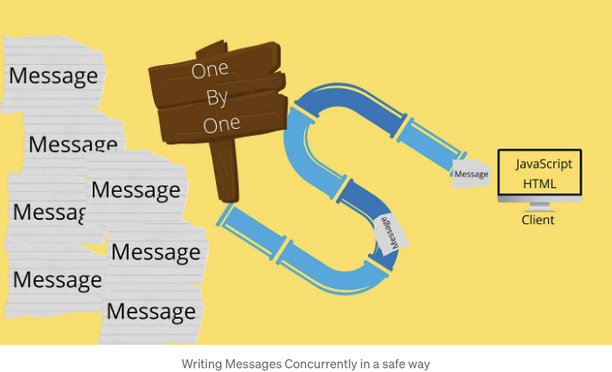 Message
Message
Message
Message
Message
Message
Message
One
By
One
Message
Message
JavaScript
HTML
Client
Writing Messages Concurrently in a safe way